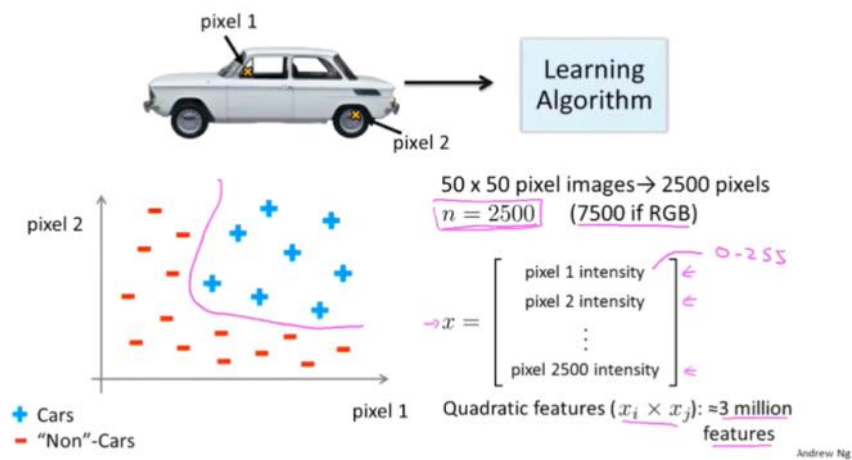 pixel 1
Learning
Algorithm
pixel 2
50 x 50 pixel images→ 2500 pixels
n = 2500 (7500 if RGB)
pixel 2
0-255
pixel 1 intensity
pixel 2 intensity
x =
⋮
pixel 2500 intensity
pixel 1
Quadratic features (xᵢ × xⱼ): ≈3 million
features
+ Cars
- "Non"-Cars
Andrew Ng